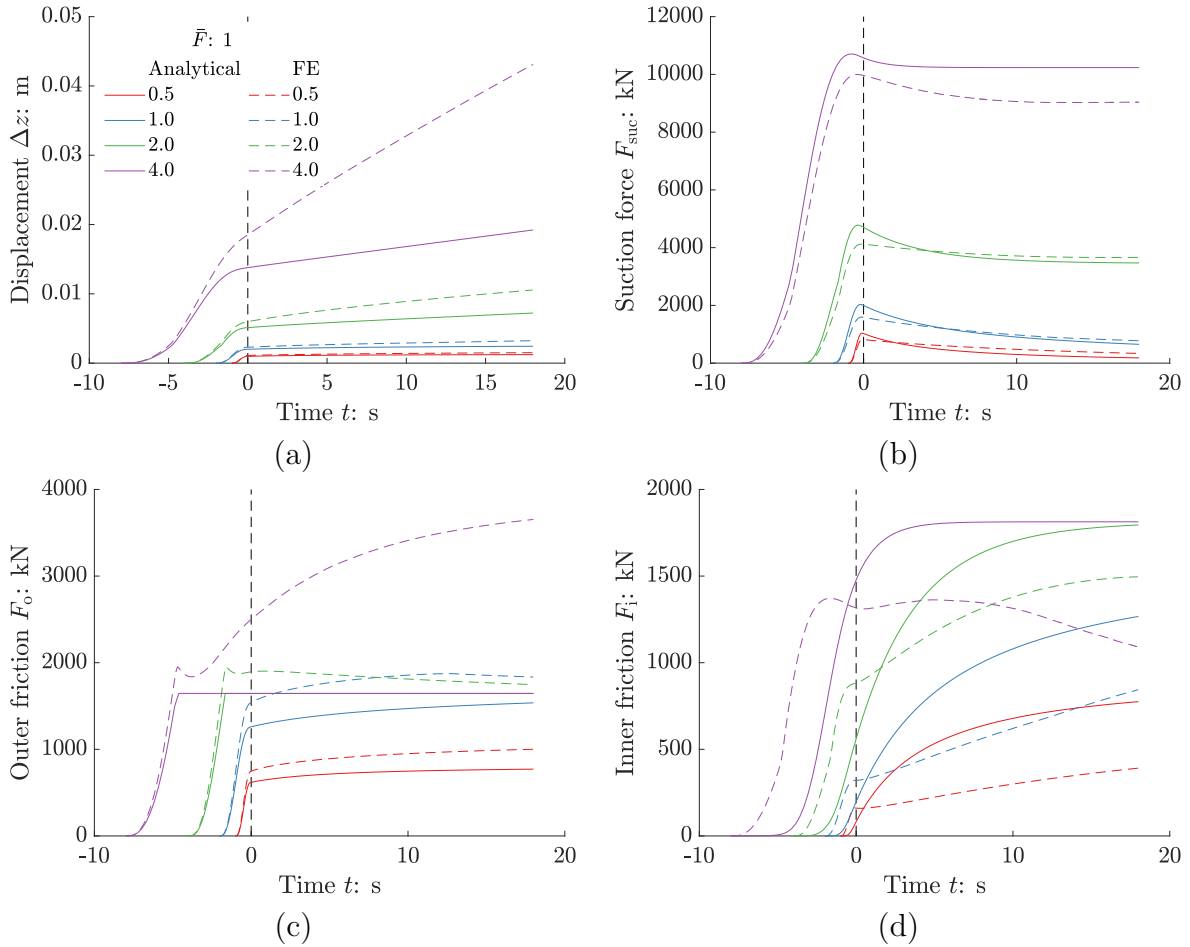 0.05
0.04
0.03
0.02
0.01
0
-10 -5 0 5 10 15 20
Displacement Δz: m
Time t: s
F̄: 1
Analytical FE
0.5 0.5
1.0 1.0
2.0 2.0
4.0 4.0
(a)
12000
10000
8000
6000
4000
2000
0
-10 0 10 20
Suction force Fsuc: kN
Time t: s
(b)
4000
3000
2000
1000
0
-10 0 10 20
Outer friction Fo: kN
Time t: s
(c)
2000
1500
1000
500
0
-10 0 10 20
Inner friction Fi: kN
Time t: s
(d)